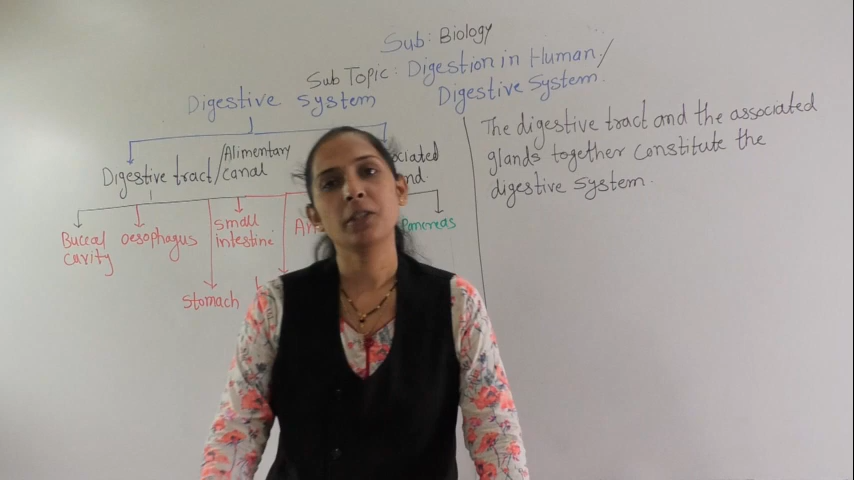 Sub: Biology
Sub Topic: Digestion in Human/
Digestive System.
Digestive system
Digestive tract/Alimentary
canal
Buccal
cavity
oesophagus
Stomach
small
intestine
Pancreas
The digestive tract and the associated
glands together constitute the
digestive system.